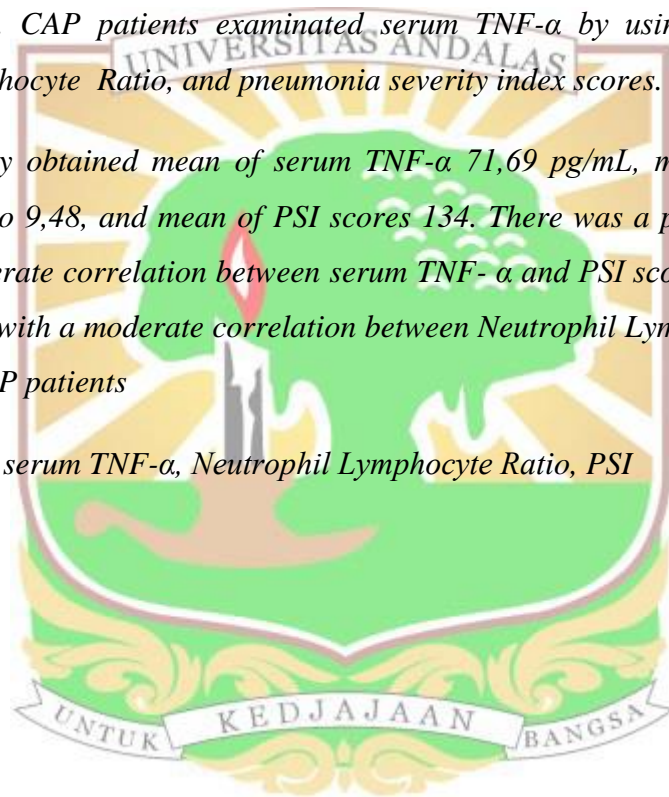 CAP patients examinated serum TNF-α by usin
UNIVERSITAS ANDALAS
hocyte Ratio, and pneumonia severity index scores.
y obtained mean of serum TNF-α 71,69 pg/mL, m
o 9,48, and mean of PSI scores 134. There was a p
erate correlation between serum TNF- α and PSI sco
with a moderate correlation between Neutrophil Lym
P patients
serum TNF-α, Neutrophil Lymphocyte Ratio, PSI
UNTUK KEDJAJAAN BANGSA